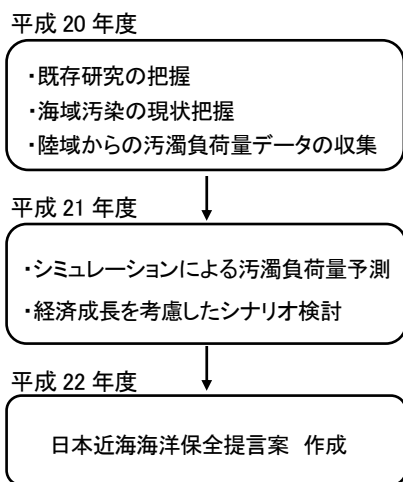 平成 20 年度
・既存研究の把握
・海域汚染の現状把握
・陸域からの汚濁負荷量データの収集
平成 21 年度
・シミュレーションによる汚濁負荷量予測
・経済成長を考慮したシナリオ検討
平成 22 年度
日本近海海洋保全提言案 作成